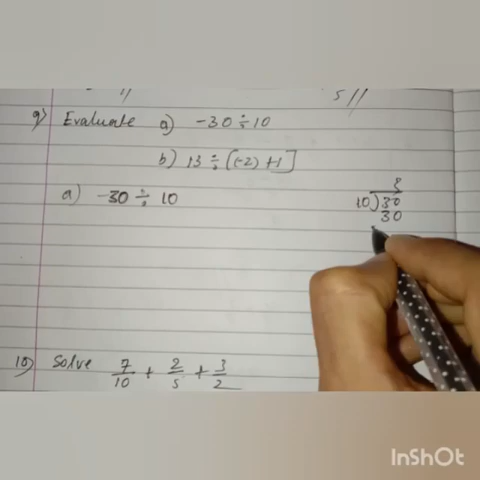 9) Evaluate a) -30 ÷ 10
b) 13 ÷ [(-2) + 1]
a) -30 ÷ 10
3
10)30
30
10) Solve 7/10 + 2/5 + 3/2
InShOt